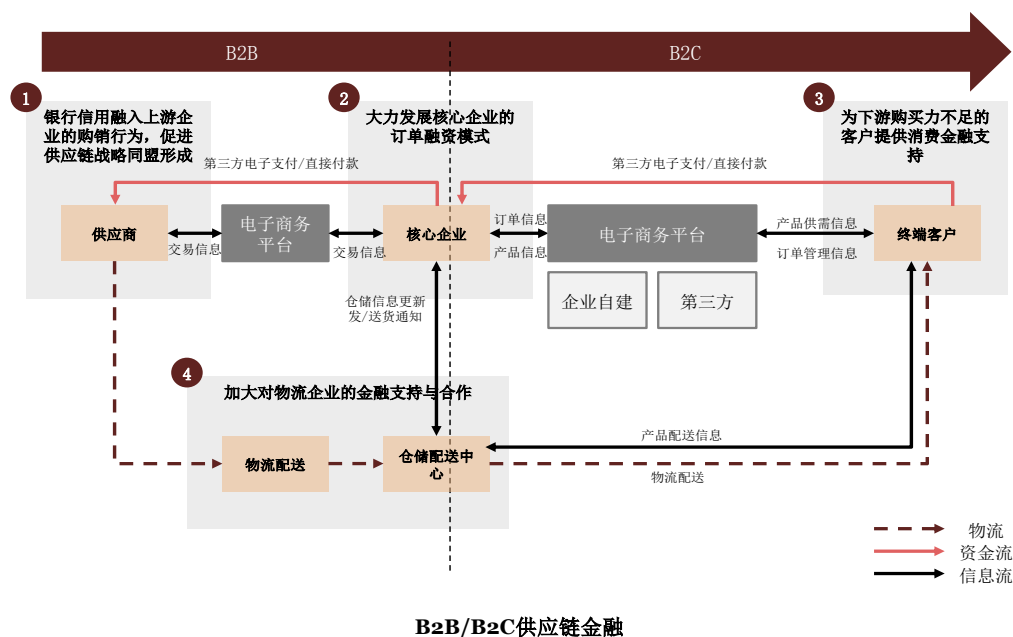 B2B
B2C
1
银行信用融入上游企
业的购销行为，促进
供应链战略同盟形成
2
大力发展核心企业的
订单融资模式
3
为下游购买力不足的
客户提供消费金融支
持
第三方电子支付/直接付款
第三方电子支付/直接付款
供应商
交易信息
电子商务
平台
交易信息
核心企业
订单信息
产品信息
电子商务平台
产品供需信息
订单管理信息
终端客户
企业自建
第三方
仓储信息更新
发/送货通知
4
加大对物流企业的金融支持与合作
物流配送
仓储配送中
心
产品配送信息
物流配送
物流
资金流
信息流
B2B/B2C供应链金融